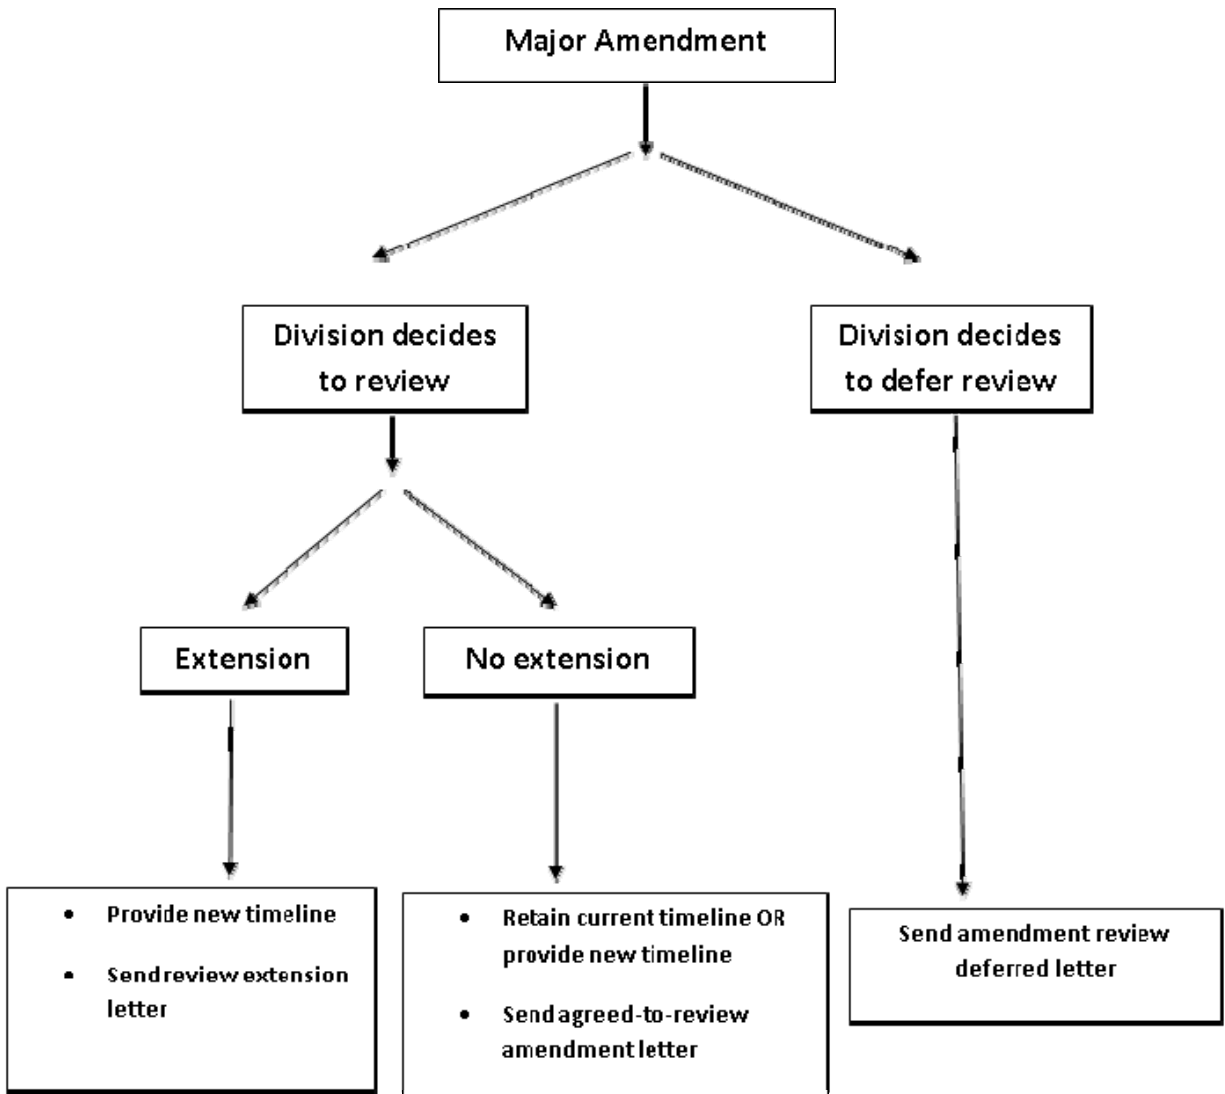 Major Amendment
Division decides
to review
Division decides
to defer review
Extension
No extension
• Provide new timeline
• Send review extension
letter
• Retain current timeline OR
provide new timeline
• Send agreed-to-review
amendment letter
Send amendment review
deferred letter